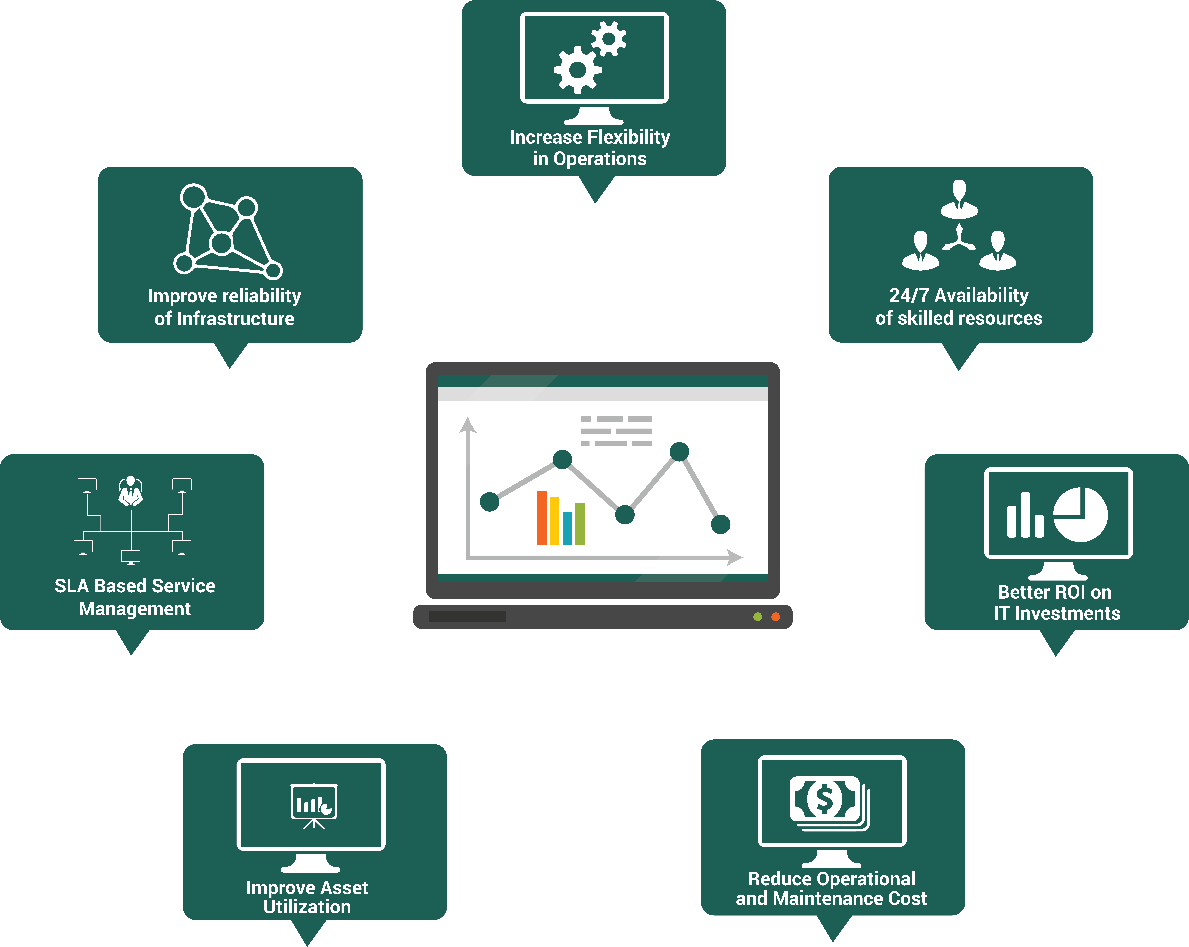 Increase Flexibility
in Operations
Improve reliability
of Infrastructure
24/7 Availability
of skilled resources
SLA Based Service
Management
Better ROI on
IT Investments
Improve Asset
Utilization
Reduce Operational
and Maintenance Cost